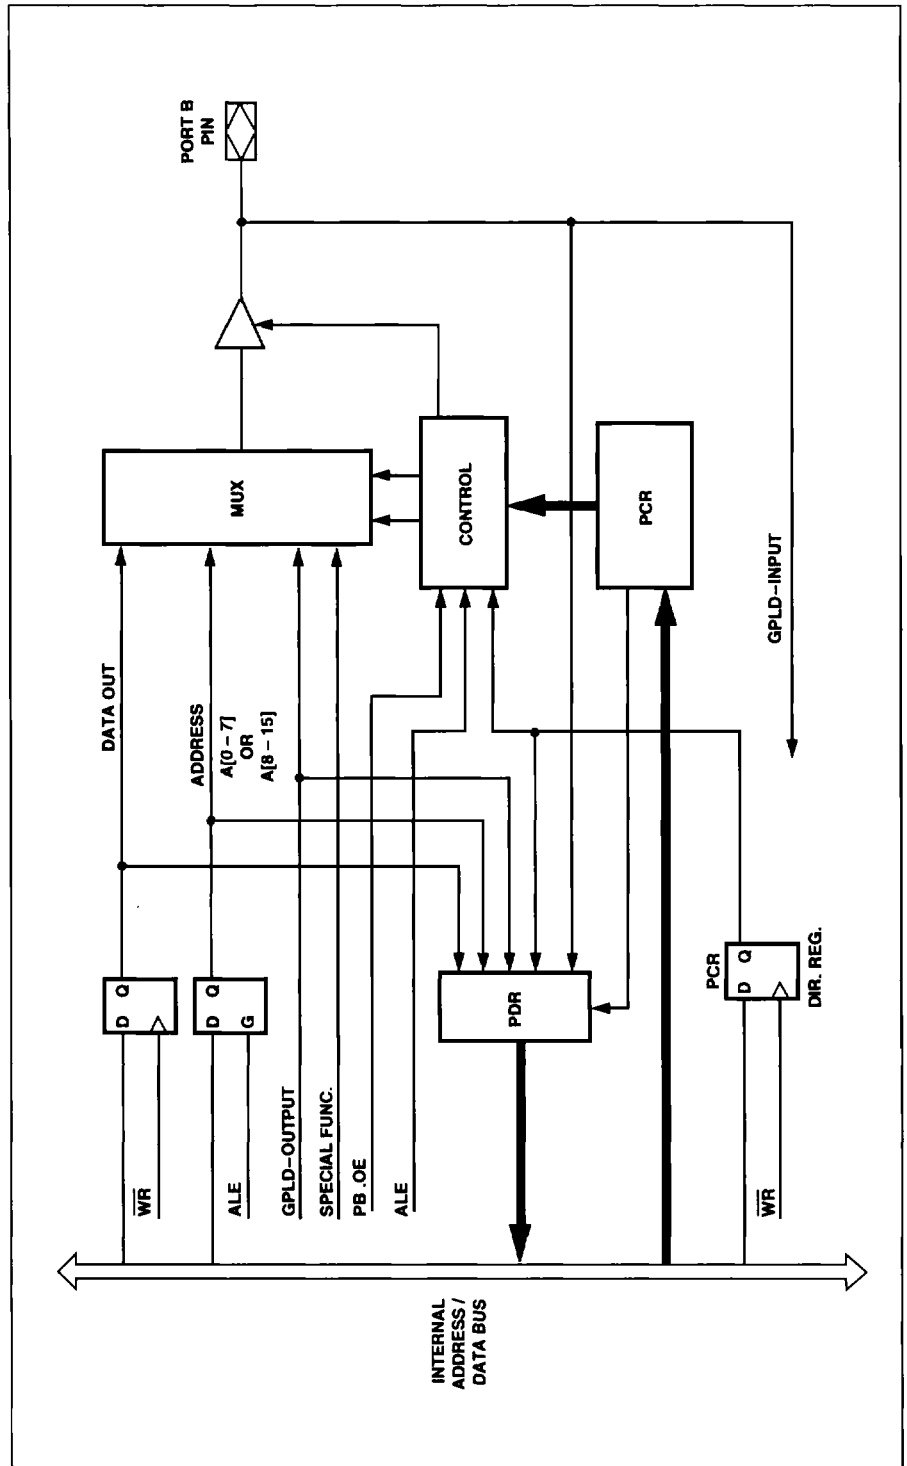 INTERNAL
ADDRESS /
DATA BUS
WR
D Q
DATA OUT
ALE
D Q
G
ADDRESS
A[0 – 7]
OR
A[8 – 15]
GPLD–OUTPUT
SPECIAL FUNC.
PB .OE
ALE
MUX
PORT B
PIN
CONTROL
PDR
PCR
WR
PCR
D Q
DIR. REG.
GPLD–INPUT